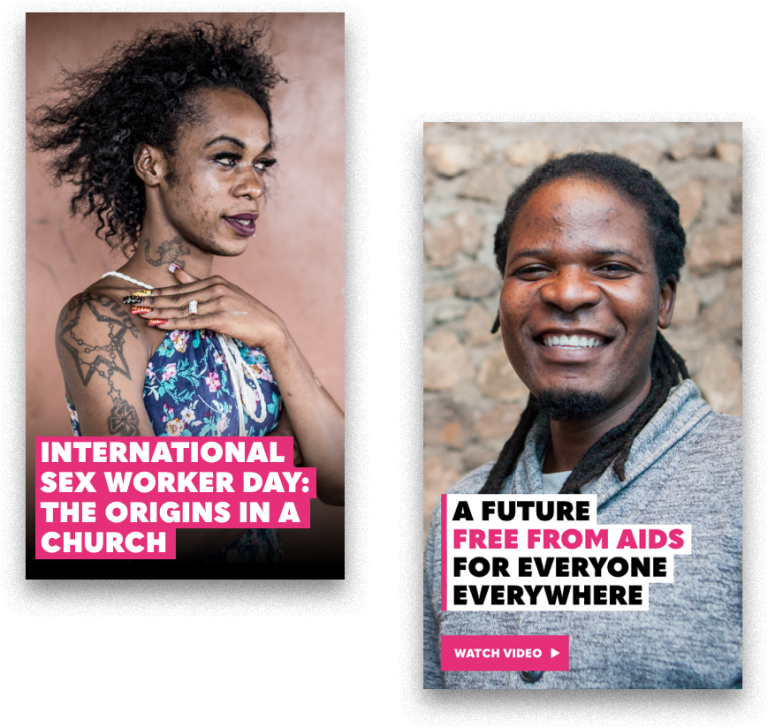 INTERNATIONAL
SEX WORKER DAY:
THE ORIGINS IN A
CHURCH
A FUTURE
FREE FROM AIDS
FOR EVERYONE
EVERYWHERE
WATCH VIDEO